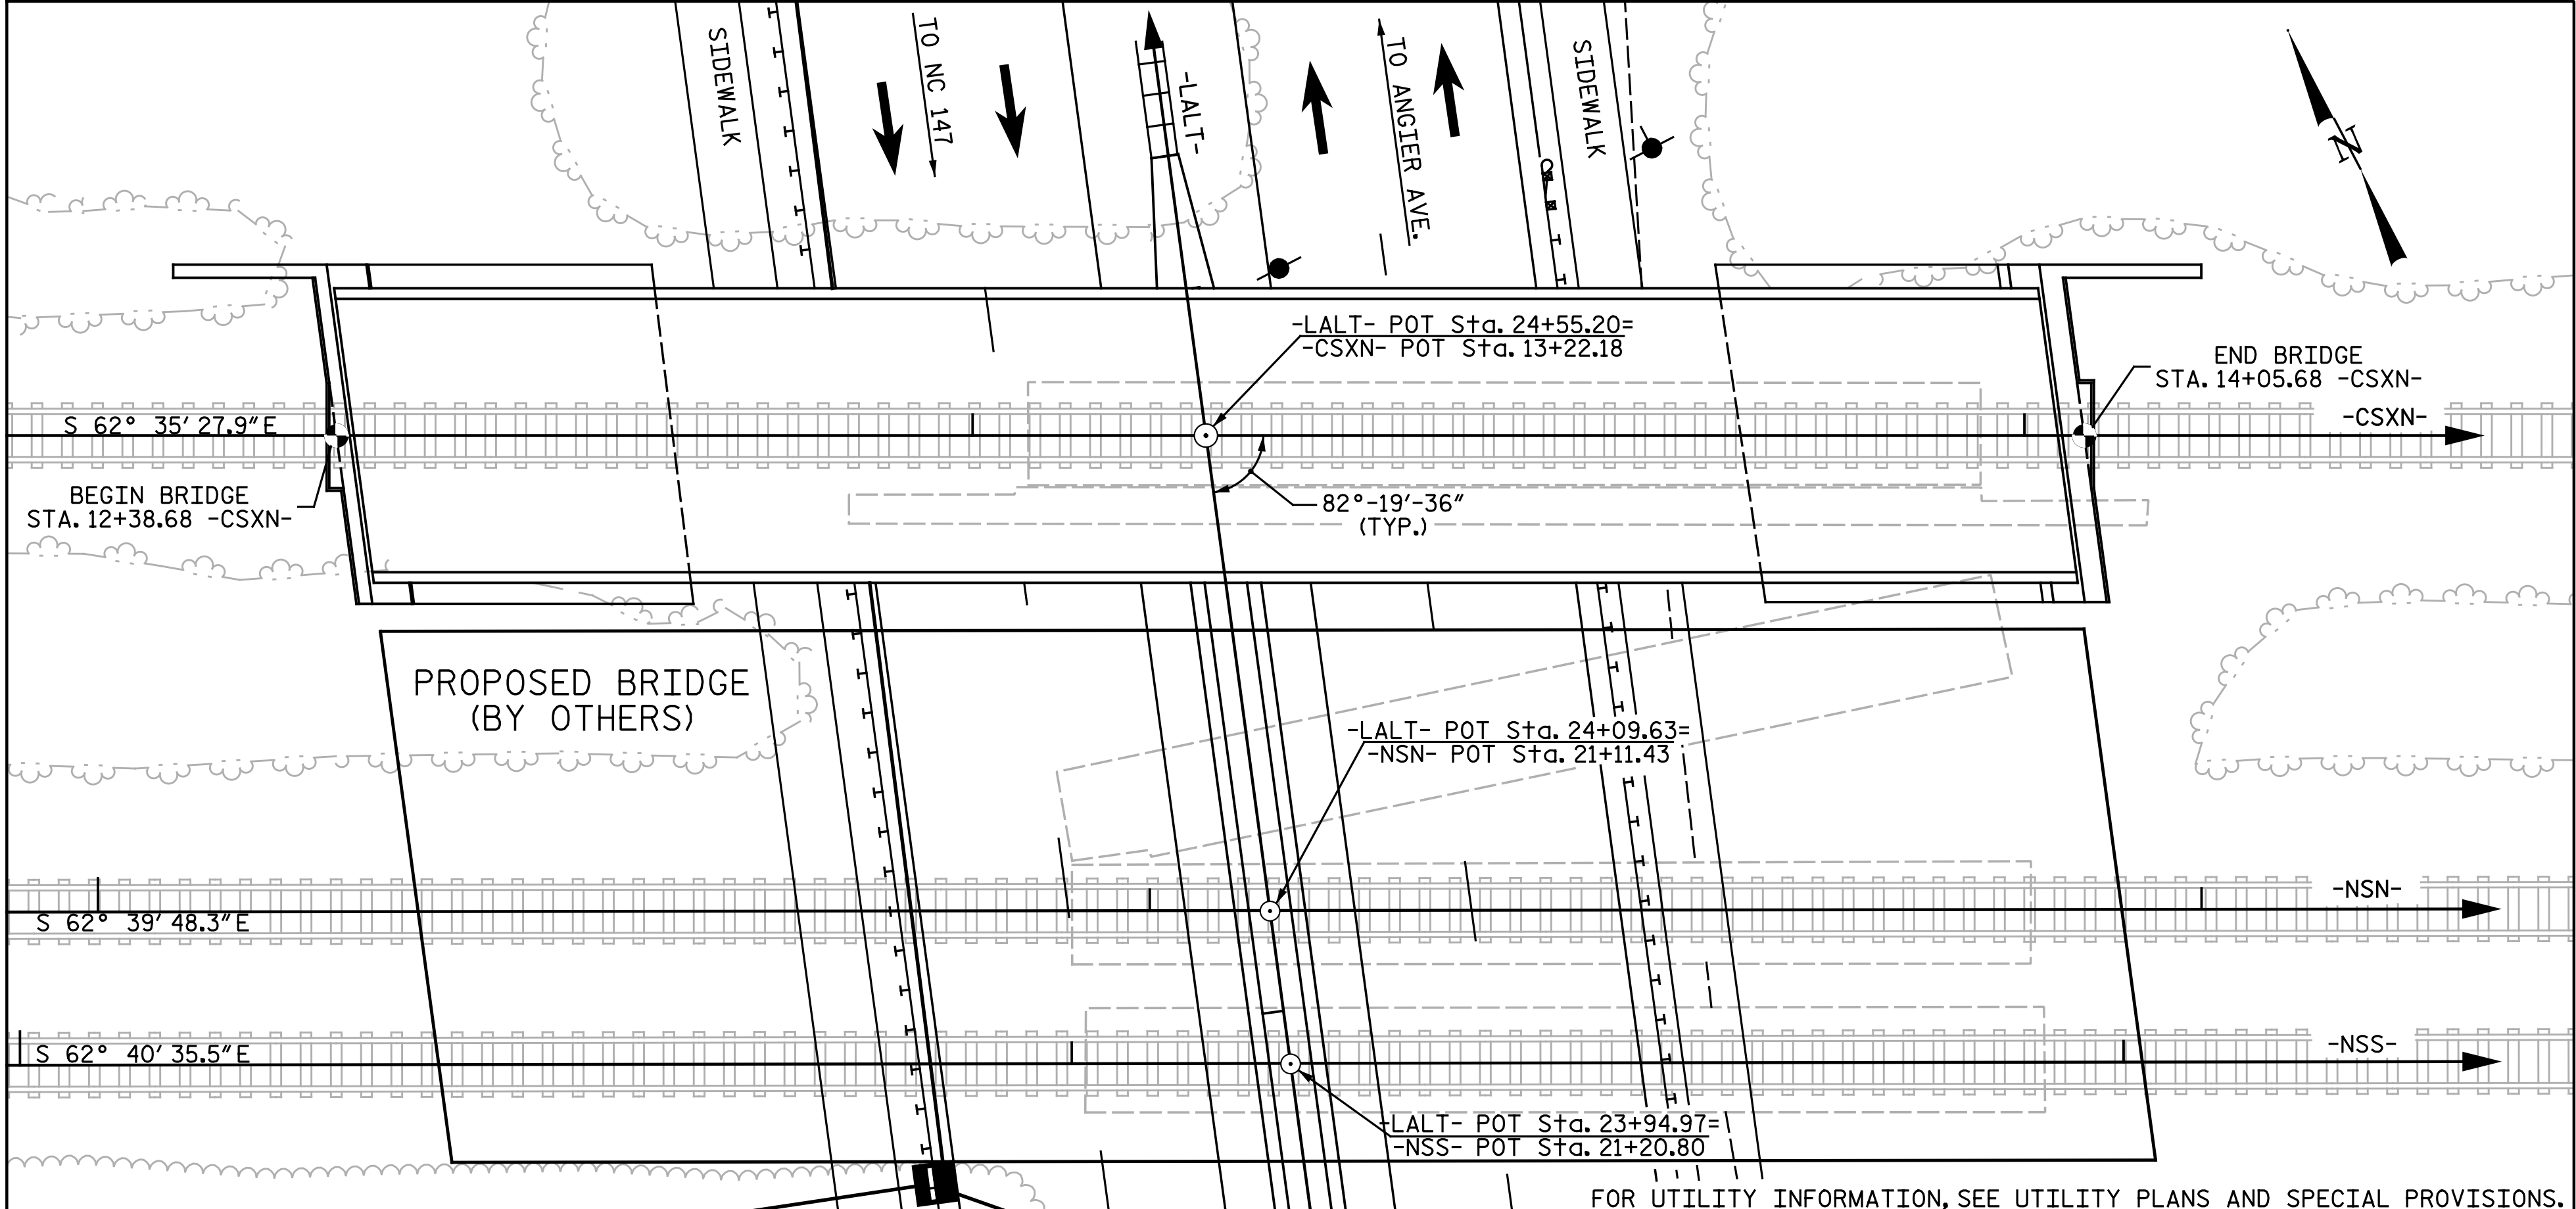 SIDEWALK
TO NC 147
-LALT-
TO ANGIER AVE.
SIDEWALK
N
-LALT- POT Sta. 24+55.20=
-CSXN- POT Sta. 13+22.18
END BRIDGE
STA. 14+05.68 -CSXN-
S 62° 35' 27.9" E
-CSXN-
BEGIN BRIDGE
STA. 12+38.68 -CSXN-
82°-19'-36"
(TYP.)
PROPOSED BRIDGE
(BY OTHERS)
-LALT- POT Sta. 24+09.63=
-NSN- POT Sta. 21+11.43
S 62° 39' 48.3" E
-NSN-
S 62° 40' 35.5" E
-NSS-
-LALT- POT Sta. 23+94.97=
-NSS- POT Sta. 21+20.80
FOR UTILITY INFORMATION, SEE UTILITY PLANS AND SPECIAL PROVISIONS.